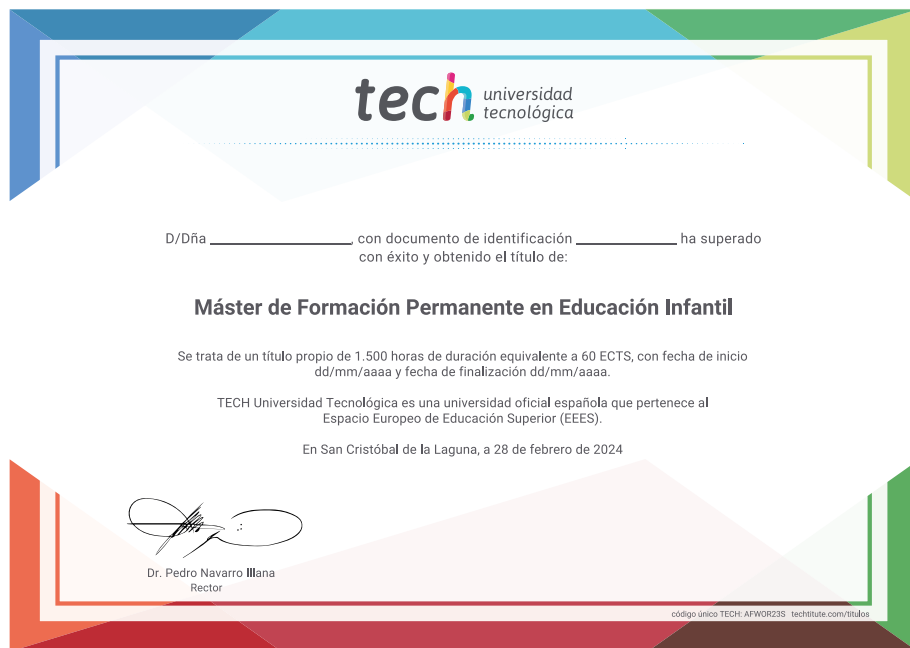 tech universidad
tecnológica
D/Dña ________________, con documento de identificación ____________ ha superado
con éxito y obtenido el título de:
Máster de Formación Permanente en Educación Infantil
Se trata de un título propio de 1.500 horas de duración equivalente a 60 ECTS, con fecha de inicio
dd/mm/aaaa y fecha de finalización dd/mm/aaaa.
TECH Universidad Tecnológica es una universidad oficial española que pertenece al
Espacio Europeo de Educación Superior (EEES).
En San Cristóbal de la Laguna, a 28 de febrero de 2024
Dr. Pedro Navarro Illana
Rector
código único TECH: AFWOR23S techtitute.com/titulos